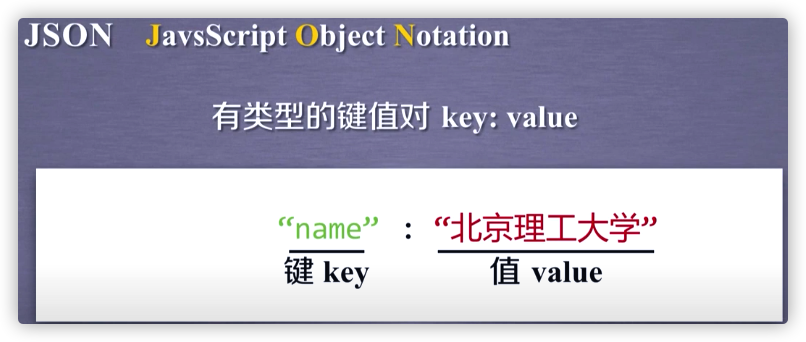 JSON JavsScript Object Notation
有类型的键值对 key: value
“name” : “北京理工大学”
键 key 值 value